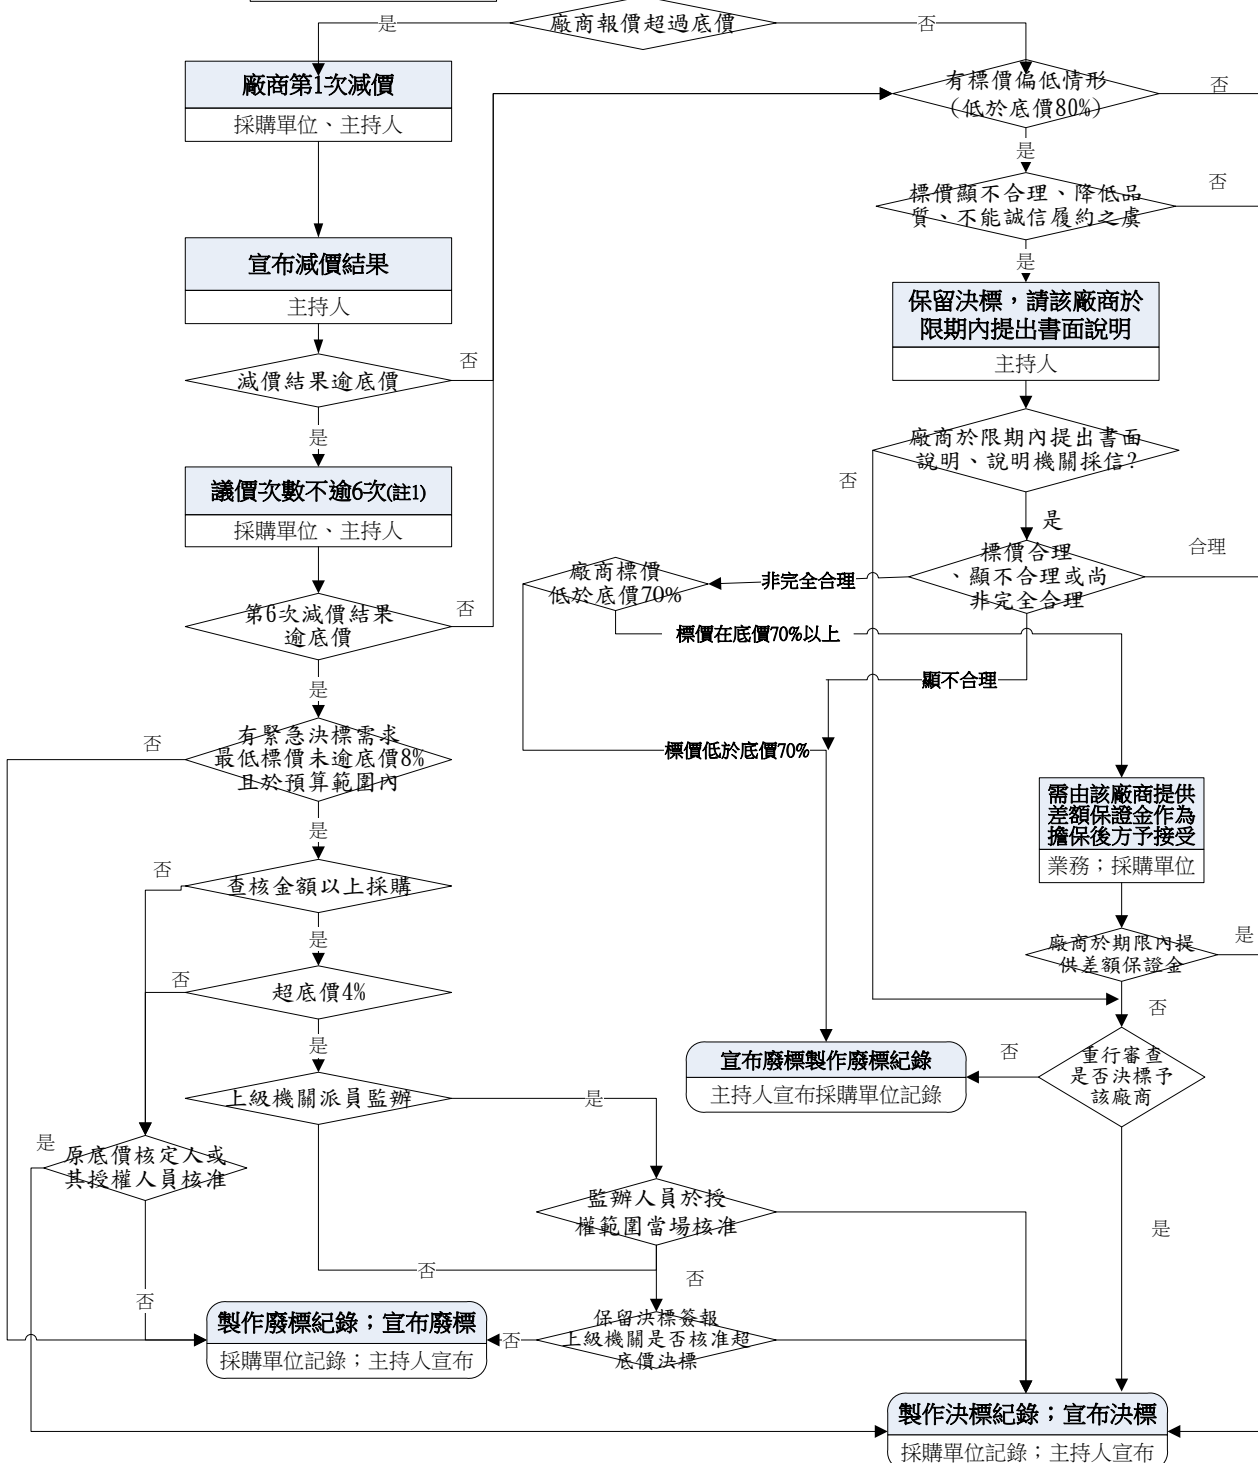 廠商報價超過底價
是
否
廠商第1次減價
採購單位、主持人
有標價偏低情形
(低於底價80%)
否
是
標價顯不合理、降低品
質、不能誠信履約之虞
否
是
宣布減價結果
主持人
保留決標，請該廠商於
限期內提出書面說明
主持人
減價結果逾底價
否
是
廠商於限期內提出書面
說明、說明機關採信?
否
是
議價次數不逾6次(註1)
採購單位、主持人
標價合理
、顯不合理或尚
非完全合理
合理
非完全合理
廠商標價
低於底價70%
第6次減價結果
逾底價
否
是
標價在底價70%以上
顯不合理
標價低於底價70%
有緊急決標需求
最低標價未逾底價8%
且於預算範圍內
否
是
需由該廠商提供
差額保證金作為
擔保後方予接受
業務；採購單位
查核金額以上採購
否
是
廠商於期限內提
供差額保證金
是
否
超底價4%
否
是
宣布廢標製作廢標紀錄
主持人宣布採購單位記錄
重行審查
是否決標予
該廠商
否
是
上級機關派員監辦
是
否
原底價核定人或
其授權人員核准
是
否
監辦人員於授
權範圍當場核准
否
保留決標簽報
上級機關是否核准超
底價決標
否
製作廢標紀錄；宣布廢標
採購單位記錄；主持人宣布
製作決標紀錄；宣布決標
採購單位記錄；主持人宣布